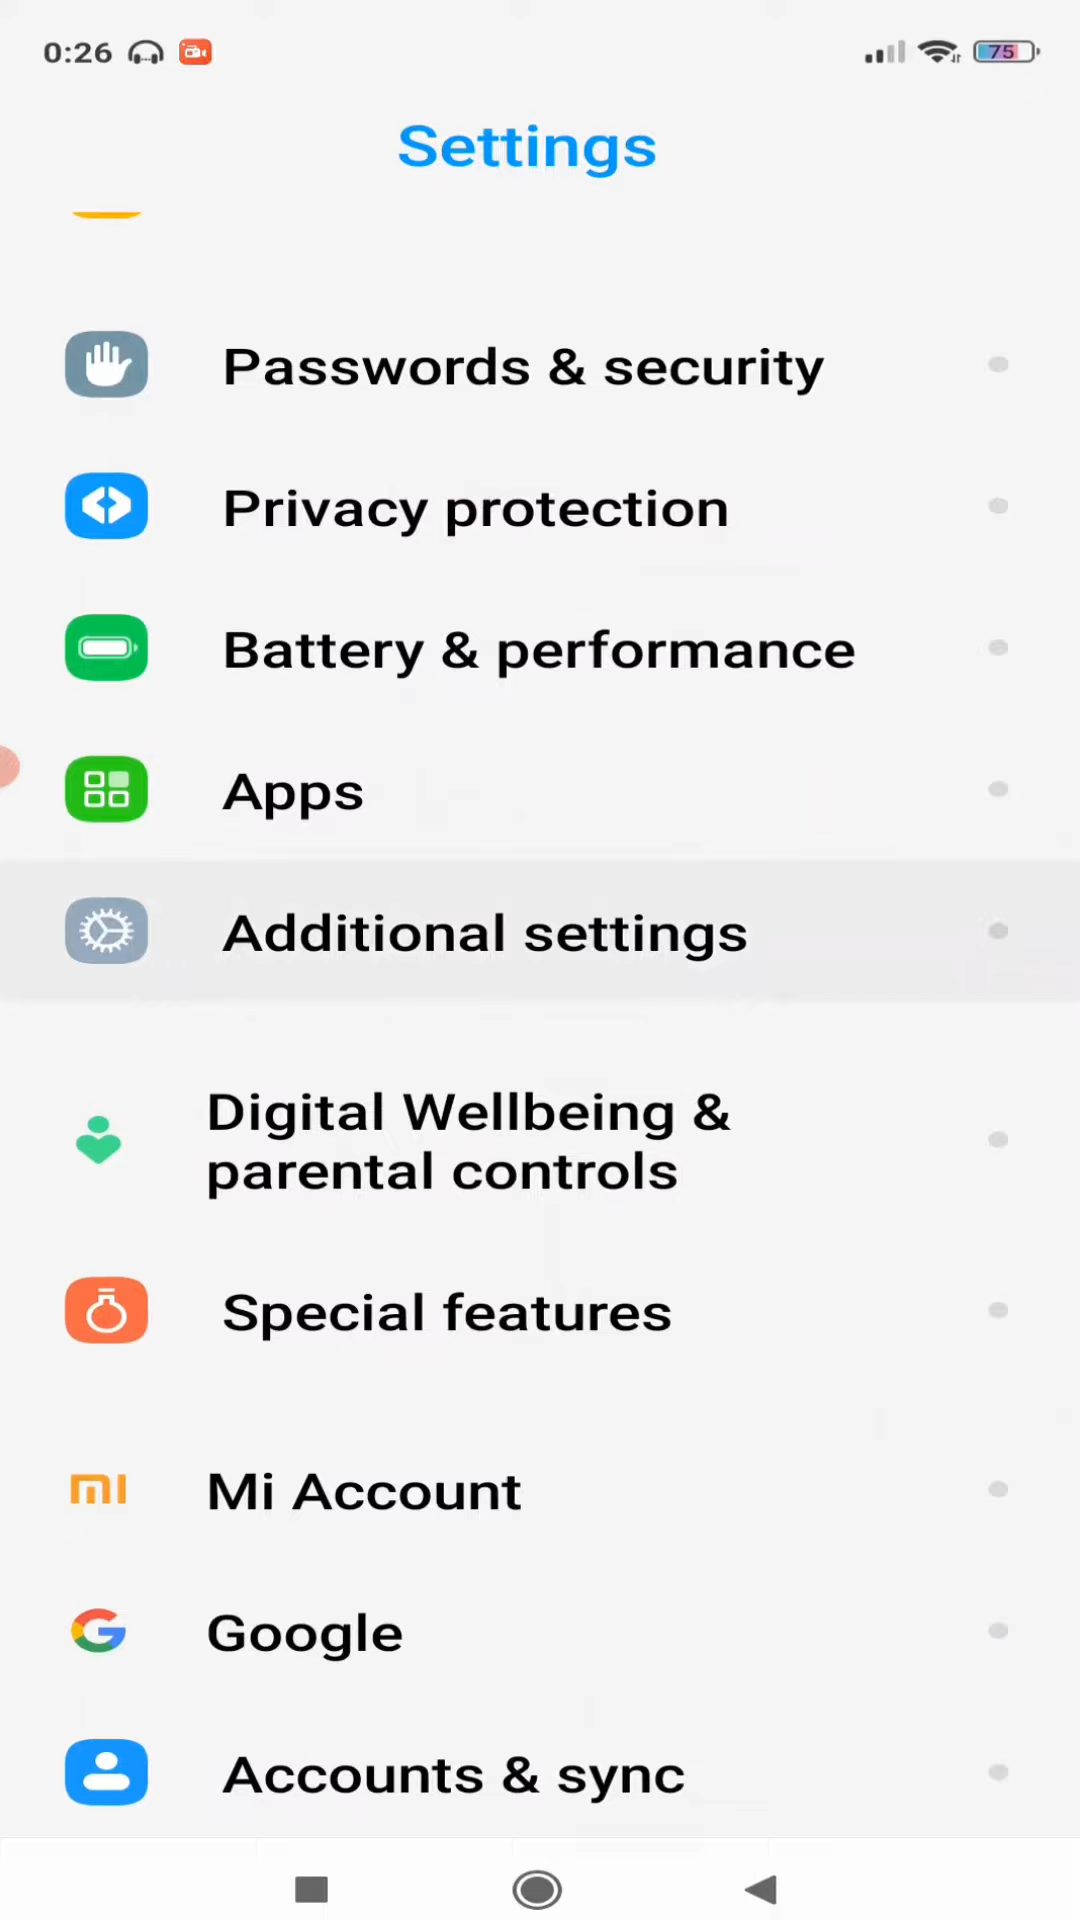 0:26
75
Settings
Passwords & security
Privacy protection
Battery & performance
Apps
Additional settings
Digital Wellbeing &
parental controls
Special features
Mi Account
Google
Accounts & sync